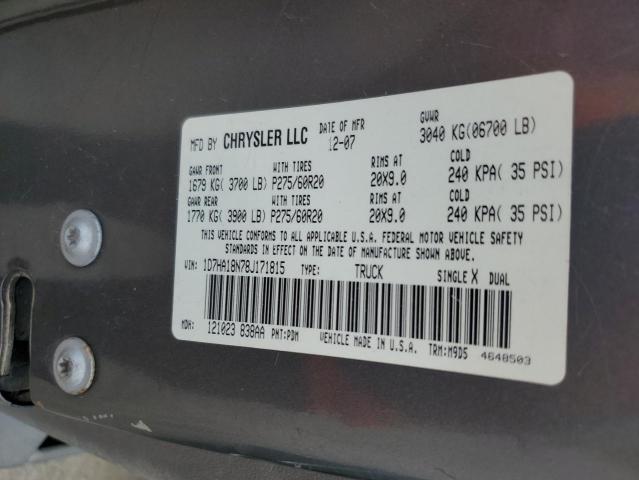 MFD BY CHRYSLER LLC DATE OF MFR 12-07 GVWR 3040 KG(06700 LB)
GAWR FRONT WITH TIRES RIMS AT COLD
1679 KG( 3700 LB) P275/60R20 20X9.0 240 KPA( 35 PSI)
GAWR REAR WITH TIRES RIMS AT COLD
1770 KG( 3900 LB) P275/60R20 20X9.0 240 KPA( 35 PSI)
THIS VEHICLE CONFORMS TO ALL APPLICABLE U.S.A. FEDERAL MOTOR VEHICLE SAFETY
STANDARDS IN EFFECT ON THE DATE OF MANUFACTURE SHOWN ABOVE.
VIN: 1D7HA18N78J171815 TYPE: TRUCK SINGLE X DUAL
MDH: 121023 838AA PNT:PDM VEHICLE MADE IN U.S.A. TRM:M9D5 4648503